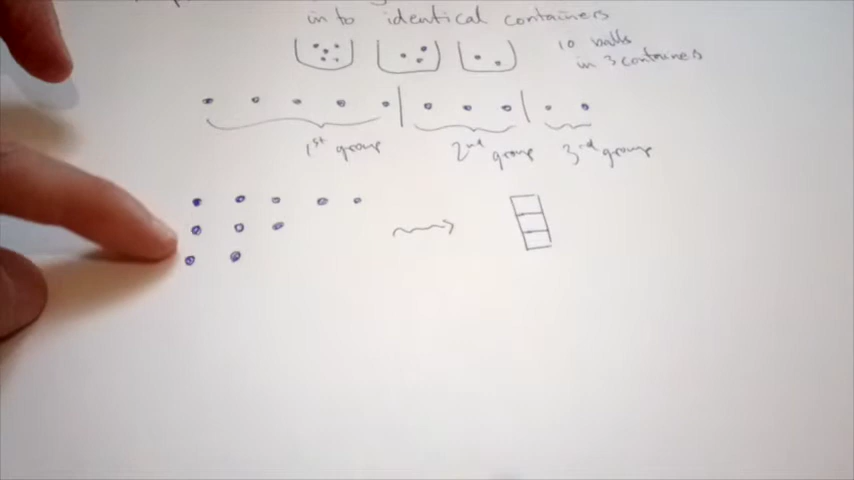 in to identical containers
10 balls
in 3 containers
1st group
2nd group
3rd group